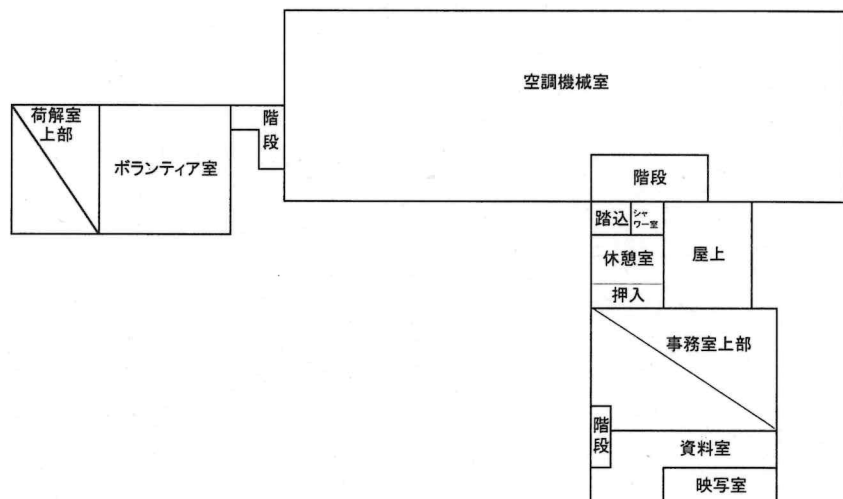 空調機械室
荷解室
上部
階
段
ボランティア室
階段
踏込
シャ
ワー室
休憩室
屋上
押入
事務室上部
階
段
資料室
映写室